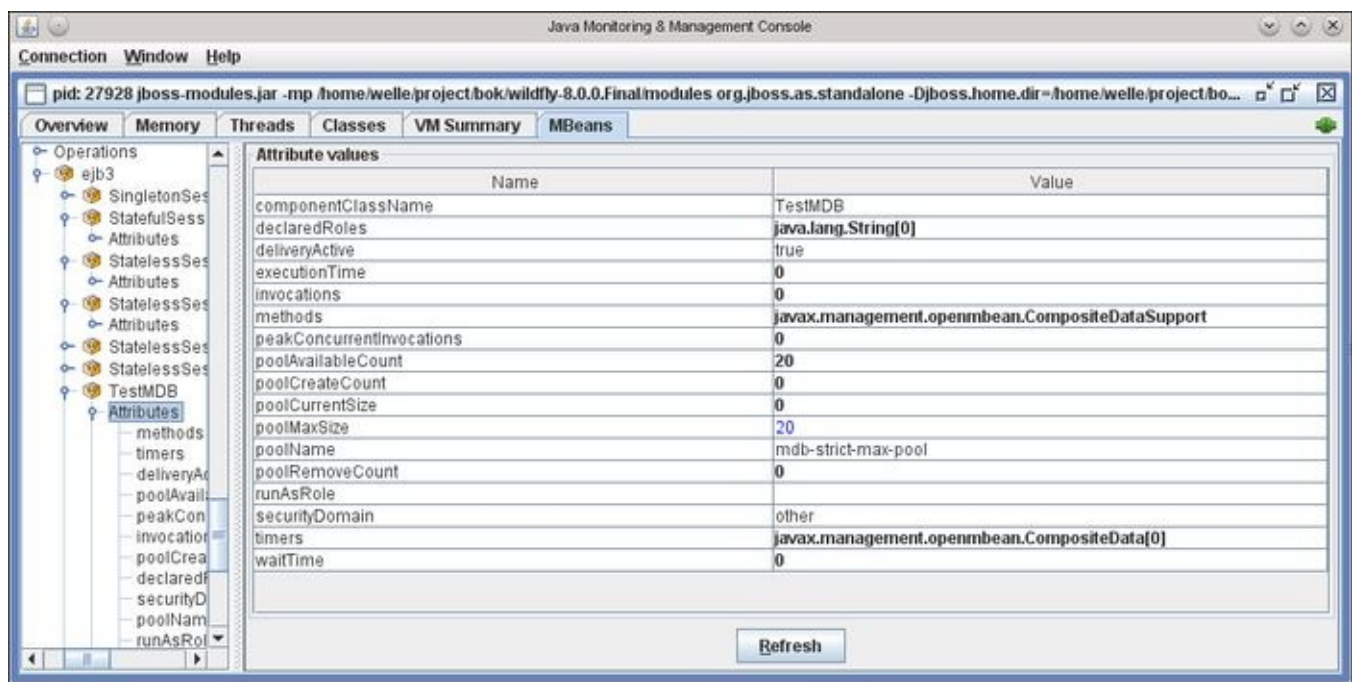 Java Monitoring & Management Console
Connection Window Help
pid: 27928 jboss-modules.jar -mp /home/welle/project/bok/wildfly-8.0.0.Final/modules org.jboss.as.standalone -Djboss.home.dir=/home/welle/project/bo...
Overview Memory Threads Classes VM Summary MBeans
Operations
ejb3
SingletonSes
StatefulSess
Attributes
StatelessSes
Attributes
StatelessSes
Attributes
StatelessSes
StatelessSes
TestMDB
Attributes
methods
timers
deliveryAc
poolAvail
peakCon
invocation
poolCrea
declaredR
securityD
poolNam
runAsRol
Attribute values
Name Value
componentClassName TestMDB
declaredRoles java.lang.String[0]
deliveryActive true
executionTime 0
invocations 0
methods javax.management.openmbean.CompositeDataSupport
peakConcurrentInvocations 0
poolAvailableCount 20
poolCreateCount 0
poolCurrentSize 0
poolMaxSize 20
poolName mdb-strict-max-pool
poolRemoveCount 0
runAsRole
securityDomain other
timers javax.management.openmbean.CompositeData[0]
waitTime 0
Refresh